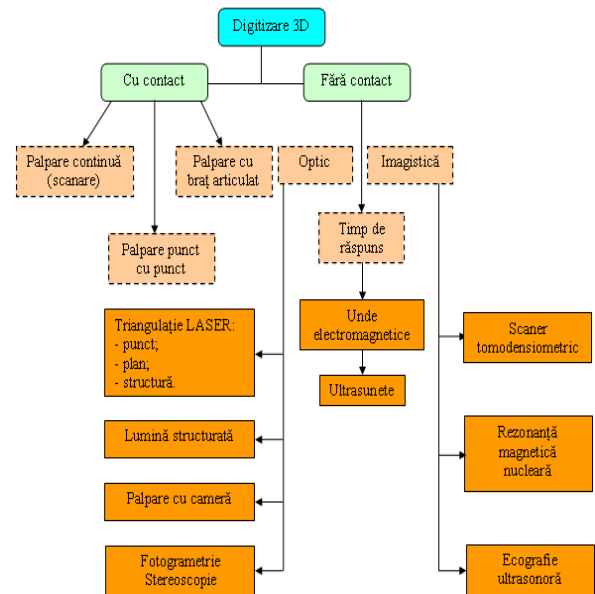 Digitizare 3D
Cu contact
Fără contact
Palpare continuă
(scanare)
Palpare cu
braț articulat
Optic
Imagistică
Palpare punct
cu punct
Timp de
răspuns
Triangulație LASER:
- punct;
- plan;
- structură.
Unde
electromagnetice
Scaner
tomodensiometric
Ultrasunete
Lumină structurată
Rezonanță
magnetică
nucleară
Palpare cu cameră
Fotogrametrie
Stereoscopie
Ecografie
ultrasonoră